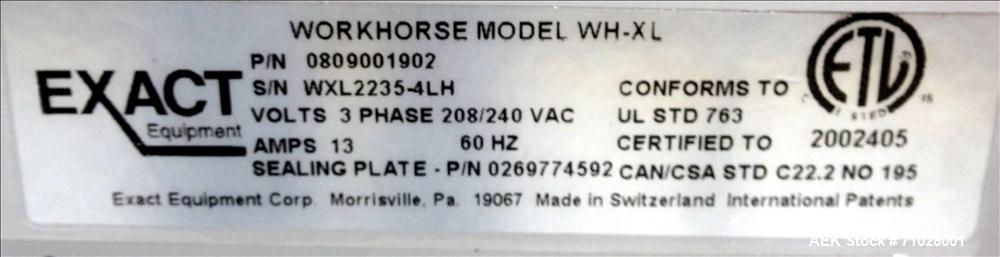 WORKHORSE MODEL WH-XL
P/N 0809001902
S/N WXL2235-4LH
VOLTS 3 PHASE 208/240 VAC
AMPS 13 60 HZ
SEALING PLATE - P/N 0269774592
EXACT
Equipment
CONFORMS TO
UL STD 763
CERTIFIED TO
CAN/CSA STD C22.2 NO 195
ETL
2002405
Exact Equipment Corp Morrisville, Pa. 19067 Made in Switzerland International Patents
AEK Stock # 71028001